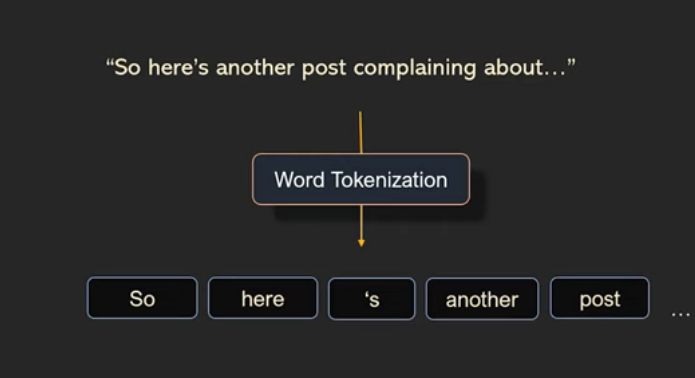 “So here’s another post complaining about…”
Word Tokenization
So here ‘s another post …